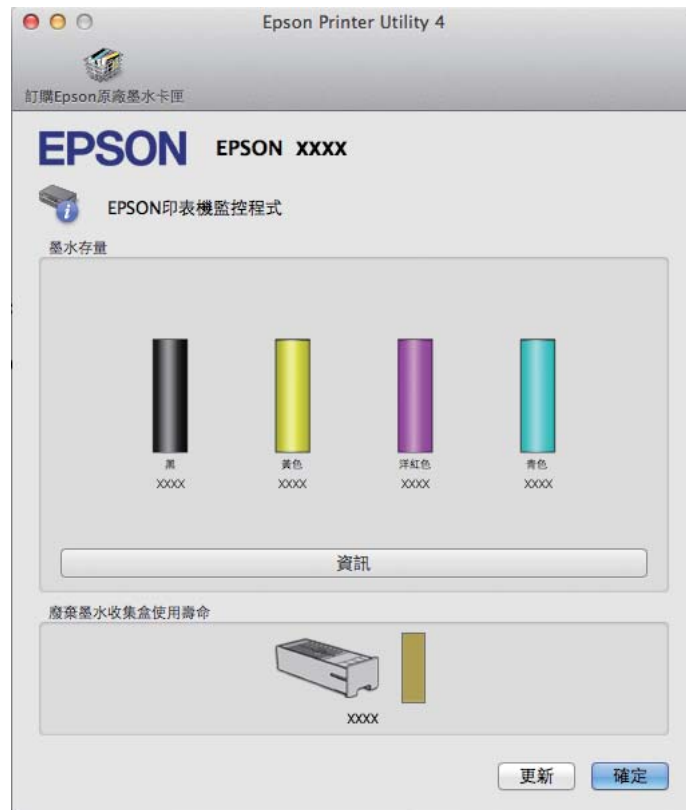 Epson Printer Utility 4
訂購Epson原廠墨水卡匣
EPSON EPSON XXXX
EPSON印表機監控程式
墨水存量
黑 黃色 洋紅色 青色
XXXX XXXX XXXX XXXX
資訊
廢棄墨水收集盒使用壽命
XXXX
更新 確定